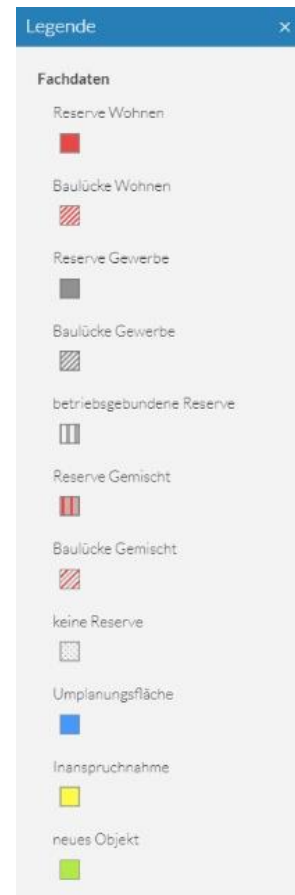 Legende ×
Fachdaten
Reserve Wohnen
Baulücke Wohnen
Reserve Gewerbe
Baulücke Gewerbe
betriebsgebundene Reserve
Reserve Gemischt
Baulücke Gemischt
keine Reserve
Umplanungsfläche
Inanspruchnahme
neues Objekt